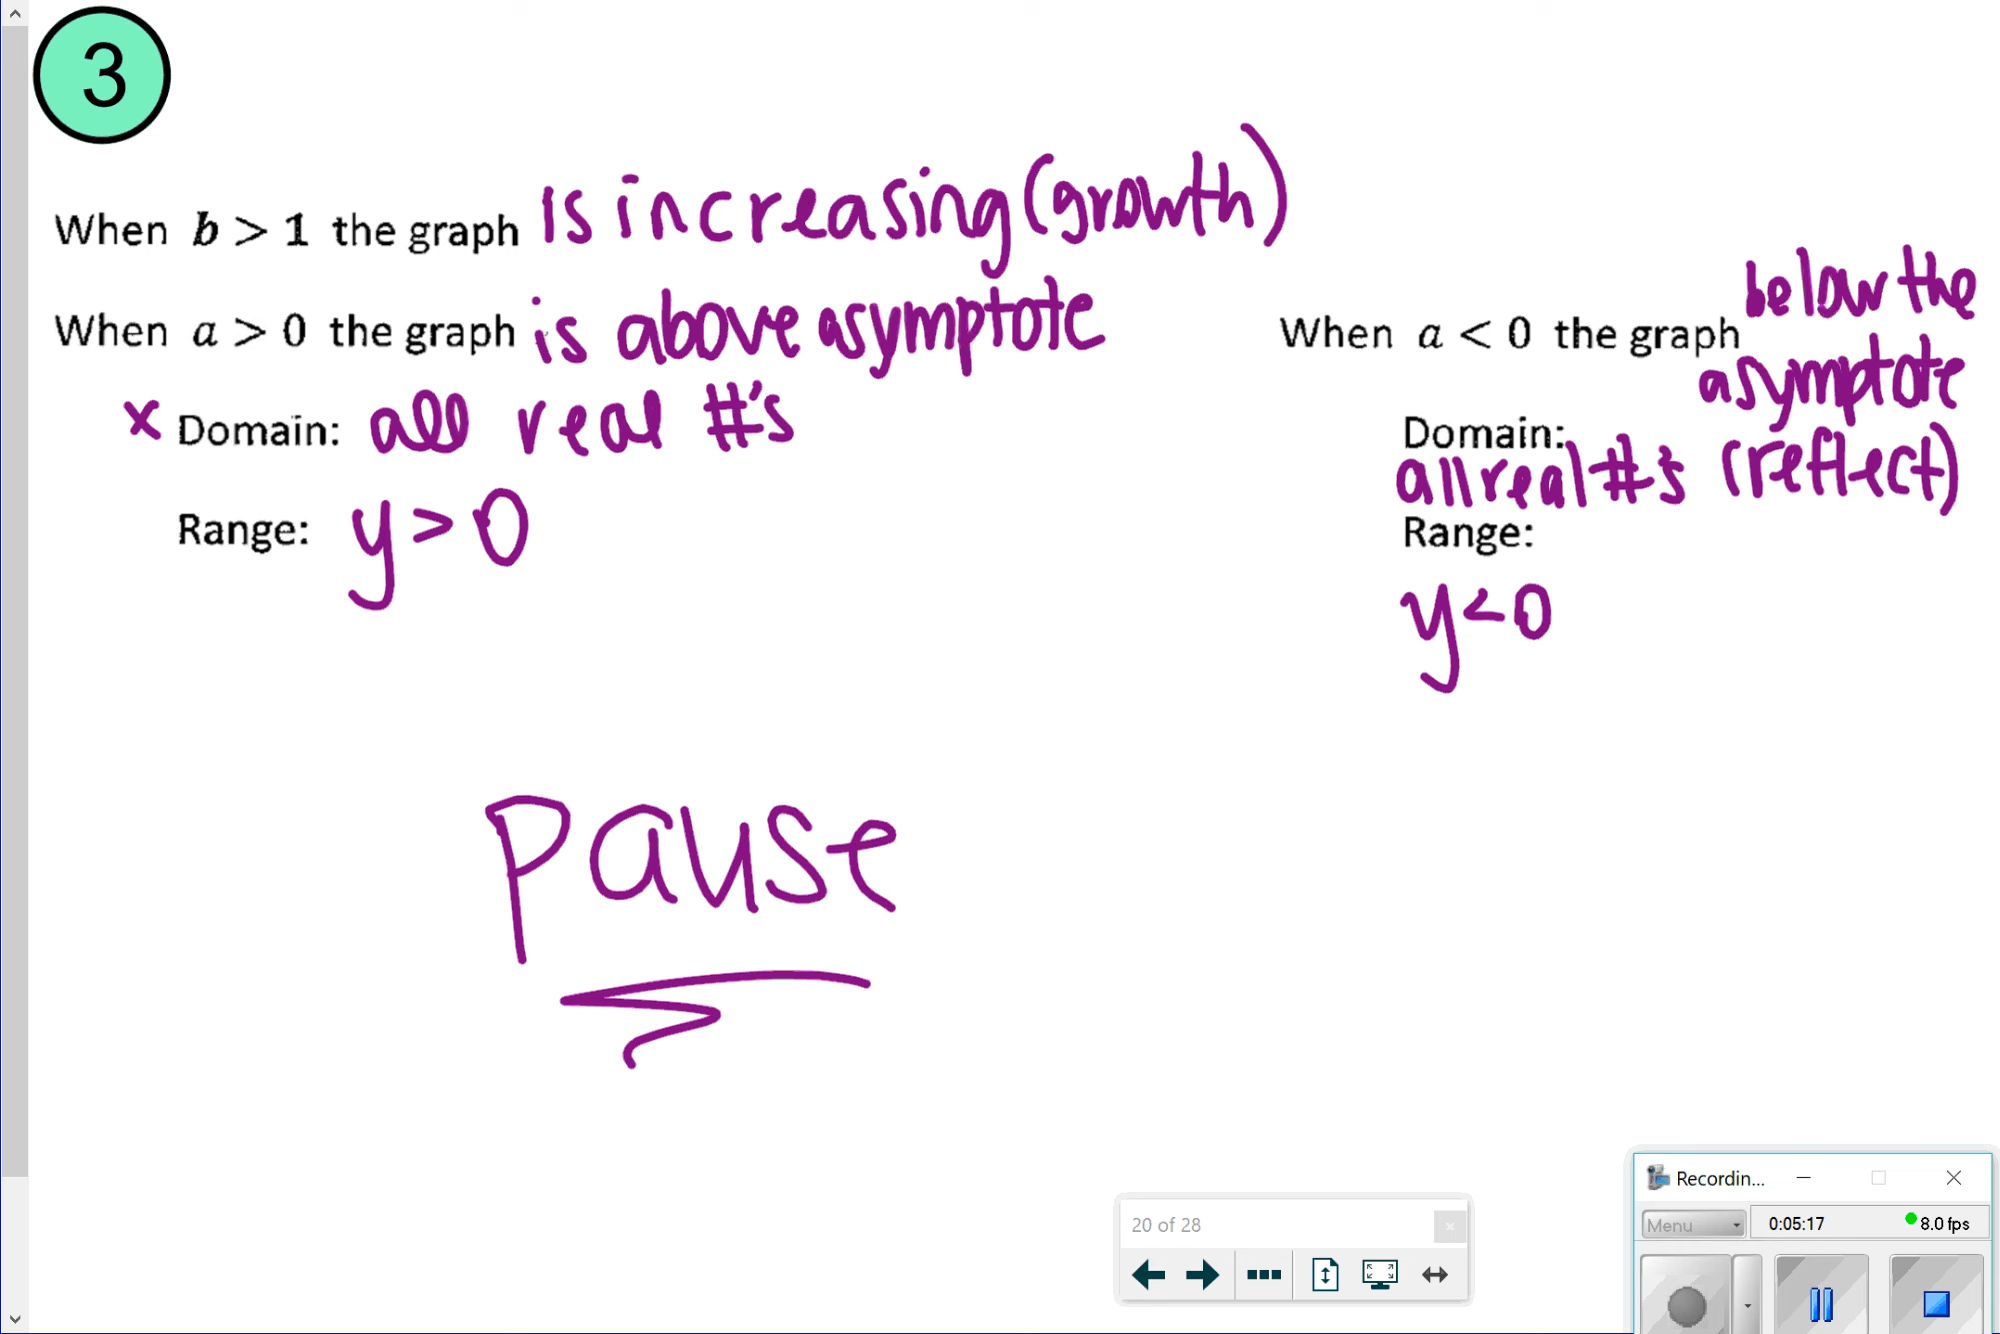 3
When b > 1 the graph is increasing (growth)
When a > 0 the graph is above asymptote
x Domain: all real #'s
Range: y > 0
When a < 0 the graph below the
asymptote
(reflect)
Domain:
all real #'s
Range:
y < 0
Pause
20 of 28
Recordin...
Menu 0:05:17 8.0 fps